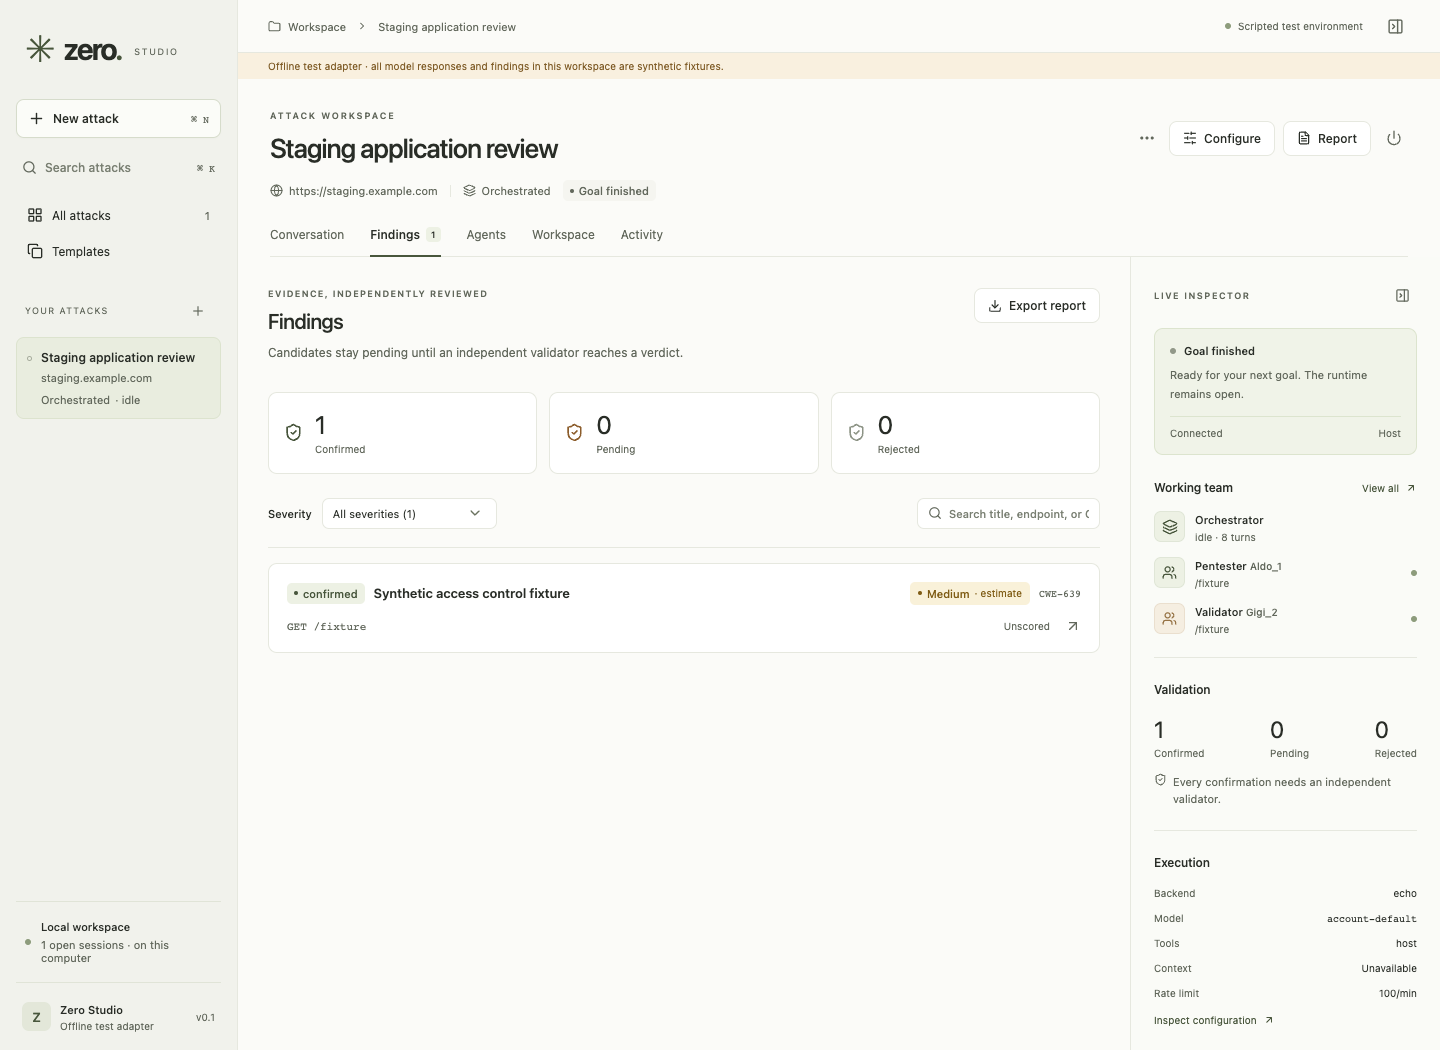 zero. STUDIO
New attack ⌘ N
Search attacks ⌘ K
All attacks 1
Templates
YOUR ATTACKS
Staging application review
staging.example.com
Orchestrated · idle
Local workspace
1 open sessions · on this
computer
Z
Zero Studio
Offline test adapter
v0.1
Workspace
Staging application review
Scripted test environment
Offline test adapter · all model responses and findings in this workspace are synthetic fixtures.
ATTACK WORKSPACE
Staging application review
Configure
Report
https://staging.example.com
Orchestrated
Goal finished
Conversation
Findings 1
Agents
Workspace
Activity
EVIDENCE, INDEPENDENTLY REVIEWED
Findings
Candidates stay pending until an independent validator reaches a verdict.
Export report
1
Confirmed
0
Pending
0
Rejected
Severity
All severities (1)
Search title, endpoint, or
confirmed
Synthetic access control fixture
Medium · estimate
CWE-639
GET /fixture
Unscored
LIVE INSPECTOR
Goal finished
Ready for your next goal. The runtime
remains open.
Connected Host
Working team View all
Orchestrator
idle · 8 turns
Pentester Aldo_1
/fixture
Validator Gigi_2
/fixture
Validation
1 0 0
Confirmed Pending Rejected
Every confirmation needs an independent
validator.
Execution
Backend echo
Model account-default
Tools host
Context Unavailable
Rate limit 100/min
Inspect configuration